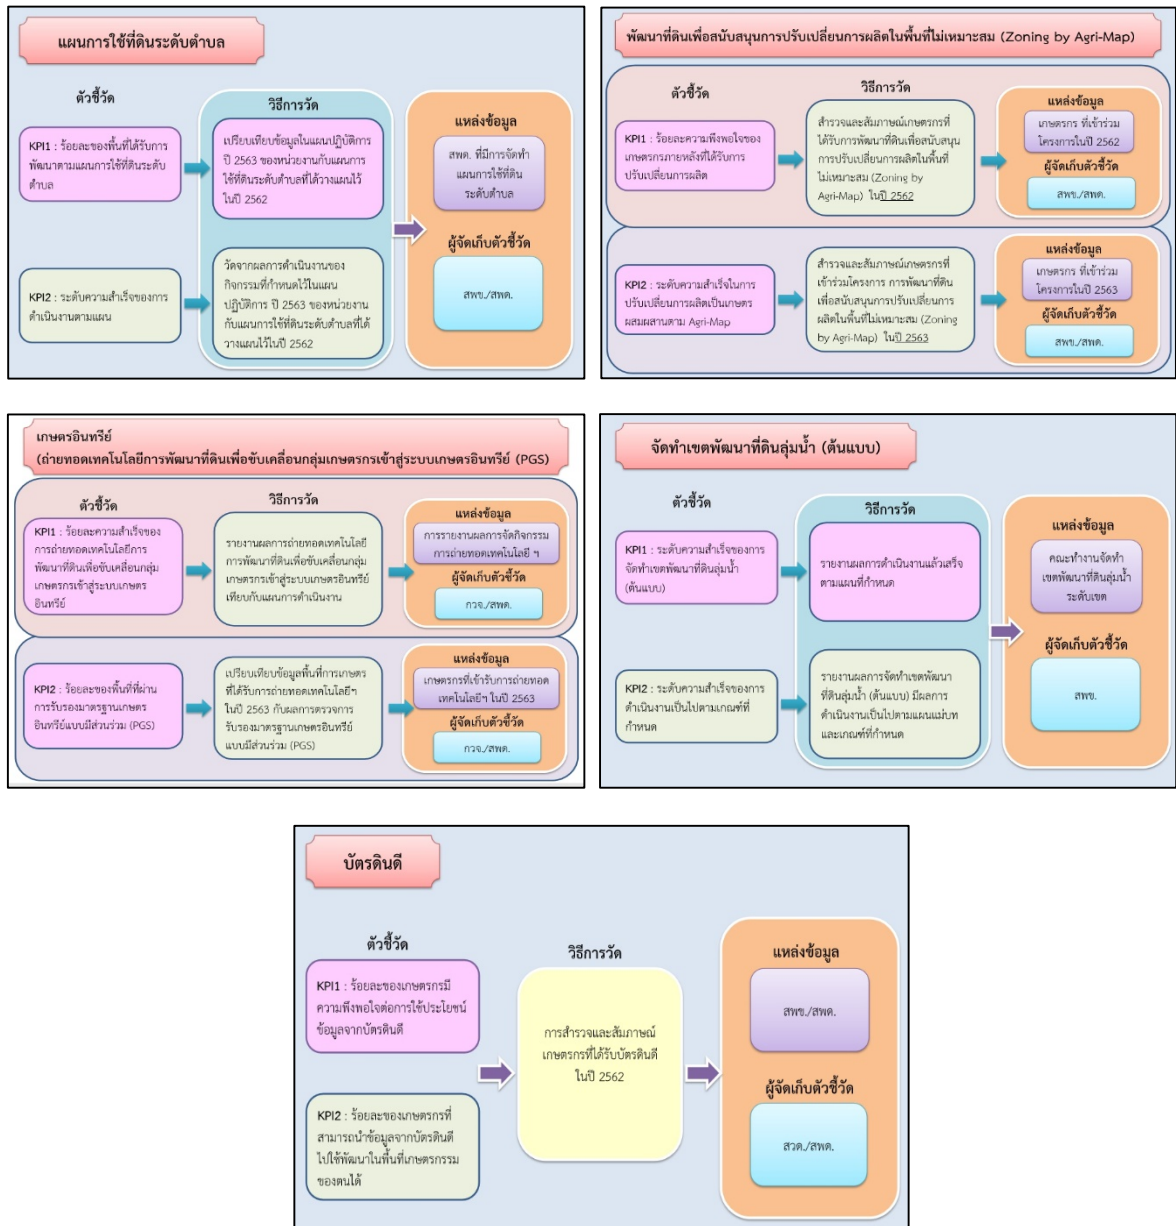 แผนการใช้ที่ดินระดับตำบล
ตัวชี้วัด
วิธีการวัด
แหล่งข้อมูล
KPI1 : ร้อยละของพื้นที่ได้รับการ
พัฒนาตามแผนการใช้ที่ดินระดับ
ตำบล
เปรียบเทียบข้อมูลในแผนปฏิบัติการ
ปี 2563 ของหน่วยงานกับแผนการ
ใช้ที่ดินระดับตำบลที่ได้วางแผนไว้
ในปี 2562
สพด. ที่มีการจัดทำ
แผนการใช้ที่ดิน
ระดับตำบล
ผู้จัดเก็บตัวชี้วัด
KPI2 : ระดับความสำเร็จของการ
ดำเนินงานตามแผน
วัดจากผลการดำเนินงานของ
กิจกรรมที่กำหนดไว้ในแผน
ปฏิบัติการ ปี 2563 ของหน่วยงาน
กับแผนการใช้ที่ดินระดับตำบลที่ได้
วางแผนไว้ในปี 2562
สพข./สพด.
พัฒนาที่ดินเพื่อสนับสนุนการปรับเปลี่ยนการผลิตในพื้นที่ไม่เหมาะสม (Zoning by Agri-Map)
ตัวชี้วัด
วิธีการวัด
แหล่งข้อมูล
KPI1 : ร้อยละความพึงพอใจของ
เกษตรกรภายหลังที่ได้รับการ
ปรับเปลี่ยนการผลิต
สำรวจและสัมภาษณ์เกษตรกรที่
ได้รับการพัฒนาที่ดินเพื่อสนับสนุน
การปรับเปลี่ยนการผลิตในพื้นที่
ไม่เหมาะสม (Zoning by
Agri-Map) ในปี 2562
เกษตรกร ที่เข้าร่วม
โครงการในปี 2562
ผู้จัดเก็บตัวชี้วัด
สพข./สพด.
KPI2 : ระดับความสำเร็จในการ
ปรับเปลี่ยนการผลิตเป็นเกษตร
ผสมผสานตาม Agri-Map
สำรวจและสัมภาษณ์เกษตรกรที่
เข้าร่วมโครงการ การพัฒนาที่ดิน
เพื่อสนับสนุนการปรับเปลี่ยนการ
ผลิตในพื้นที่ไม่เหมาะสม (Zoning
by Agri-Map) ในปี 2563
แหล่งข้อมูล
เกษตรกร ที่เข้าร่วม
โครงการในปี 2563
ผู้จัดเก็บตัวชี้วัด
สพข./สพด.
เกษตรอินทรีย์
(ถ่ายทอดเทคโนโลยีการพัฒนาที่ดินเพื่อขับเคลื่อนกลุ่มเกษตรกรเข้าสู่ระบบเกษตรอินทรีย์ (PGS)
ตัวชี้วัด
วิธีการวัด
แหล่งข้อมูล
KPI1 : ร้อยละความสำเร็จของ
การถ่ายทอดเทคโนโลยีการ
พัฒนาที่ดินเพื่อขับเคลื่อนกลุ่ม
เกษตรกรเข้าสู่ระบบเกษตร
อินทรีย์
รายงานผลการถ่ายทอดเทคโนโลยี
การพัฒนาที่ดินเพื่อขับเคลื่อนกลุ่ม
เกษตรกรเข้าสู่ระบบเกษตรอินทรีย์
เทียบกับแผนการดำเนินงาน
การรายงานผลการจัดกิจกรรม
การถ่ายทอดเทคโนโลยี ฯ
ผู้จัดเก็บตัวชี้วัด
กวจ./สพด.
KPI2 : ร้อยละของพื้นที่ที่ผ่าน
การรับรองมาตรฐานเกษตร
อินทรีย์แบบมีส่วนร่วม (PGS)
เปรียบเทียบข้อมูลพื้นที่การเกษตร
ที่ได้รับการถ่ายทอดเทคโนโลยีฯ
ในปี 2563 กับผลการตรวจการ
รับรองมาตรฐานเกษตรอินทรีย์
แบบมีส่วนร่วม (PGS)
แหล่งข้อมูล
เกษตรกรที่เข้ารับการถ่ายทอด
เทคโนโลยีฯ ในปี 2563
ผู้จัดเก็บตัวชี้วัด
กวจ./สพด.
จัดทำเขตพัฒนาที่ดินลุ่มน้ำ (ต้นแบบ)
ตัวชี้วัด
วิธีการวัด
แหล่งข้อมูล
KPI1 : ระดับความสำเร็จของการ
จัดทำเขตพัฒนาที่ดินลุ่มน้ำ
(ต้นแบบ)
รายงานผลการดำเนินงานแล้วเสร็จ
ตามแผนที่กำหนด
คณะทำงานจัดทำ
เขตพัฒนาที่ดินลุ่มน้ำ
ระดับเขต
ผู้จัดเก็บตัวชี้วัด
KPI2 : ระดับความสำเร็จของการ
ดำเนินงานเป็นไปตามเกณฑ์ที่
กำหนด
รายงานผลการจัดทำเขตพัฒนา
ที่ดินลุ่มน้ำ (ต้นแบบ) มีผลการ
ดำเนินงานเป็นไปตามแผนแม่บท
และเกณฑ์ที่กำหนด
สพข.
บัตรดินดี
ตัวชี้วัด
วิธีการวัด
แหล่งข้อมูล
KPI1 : ร้อยละของเกษตรกรมี
ความพึงพอใจต่อการใช้ประโยชน์
ข้อมูลจากบัตรดินดี
การสำรวจและสัมภาษณ์
เกษตรกรที่ได้รับบัตรดินดี
ในปี 2562
สพข./สพด.
ผู้จัดเก็บตัวชี้วัด
KPI2 : ร้อยละของเกษตรกรที่
สามารถนำข้อมูลจากบัตรดินดี
ไปใช้พัฒนาในพื้นที่เกษตรกรรม
ของตนได้
สวด./สพด.